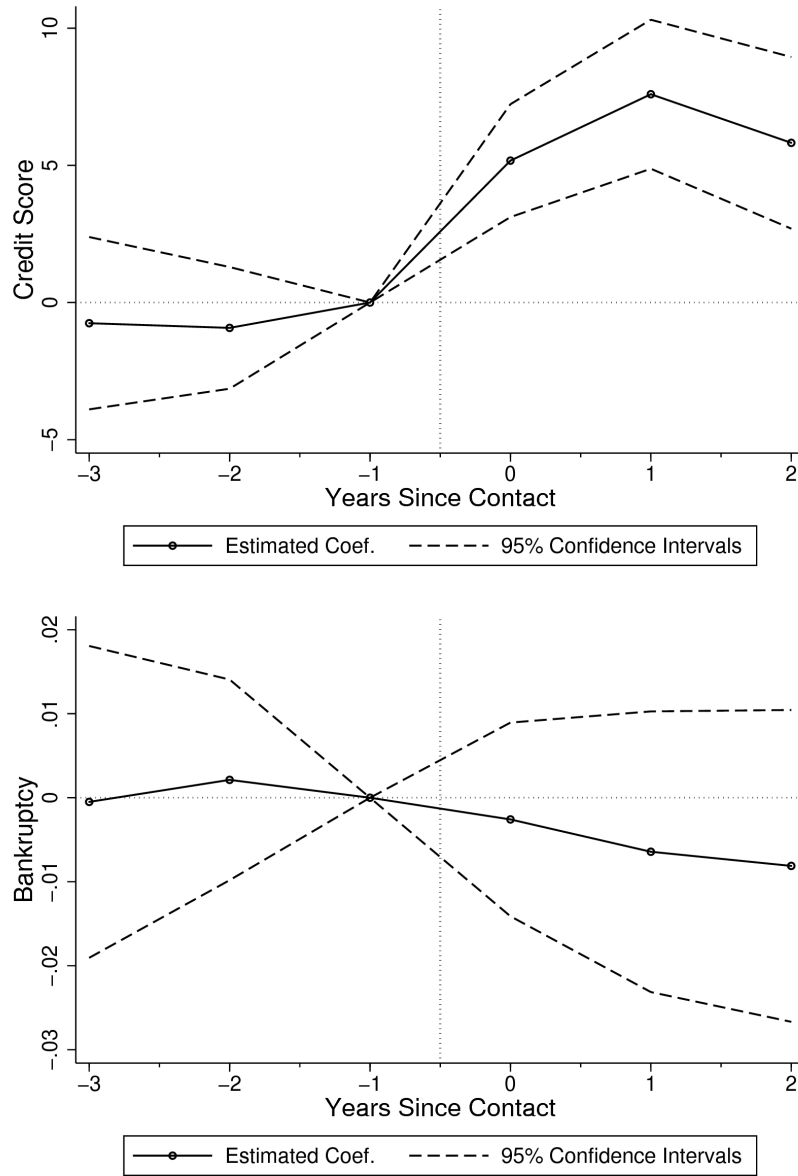 10
5
0
−5
Credit Score
−3 −2 −1 0 1 2
Years Since Contact
Estimated Coef. 95% Confidence Intervals
.02
.01
0
−.01
−.02
−.03
Bankruptcy
−3 −2 −1 0 1 2
Years Since Contact
Estimated Coef. 95% Confidence Intervals